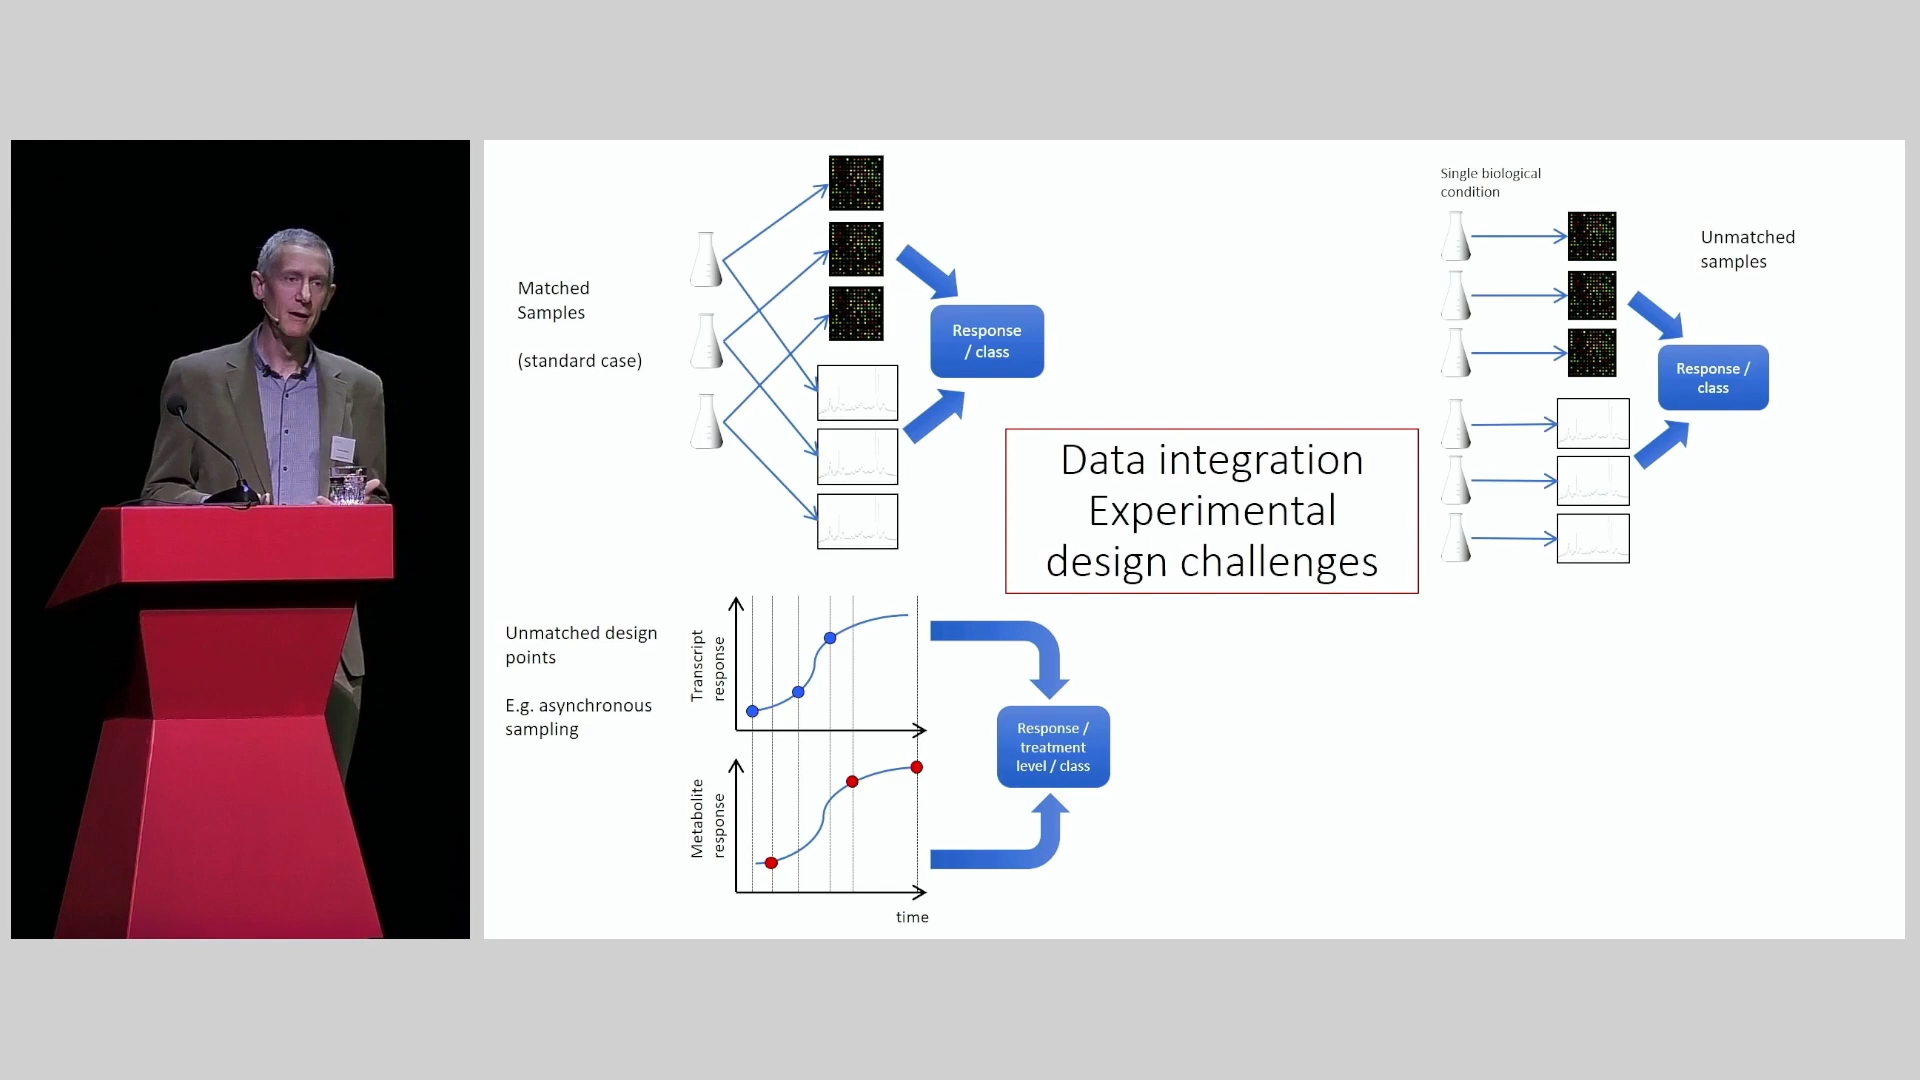 Matched
Samples
(standard case)
Response
/ class
Single biological
condition
Unmatched
samples
Response /
class
Data integration
Experimental
design challenges
Unmatched design
points
E.g. asynchronous
sampling
Transcript
response
Metabolite
response
time
Response /
treatment
level / class